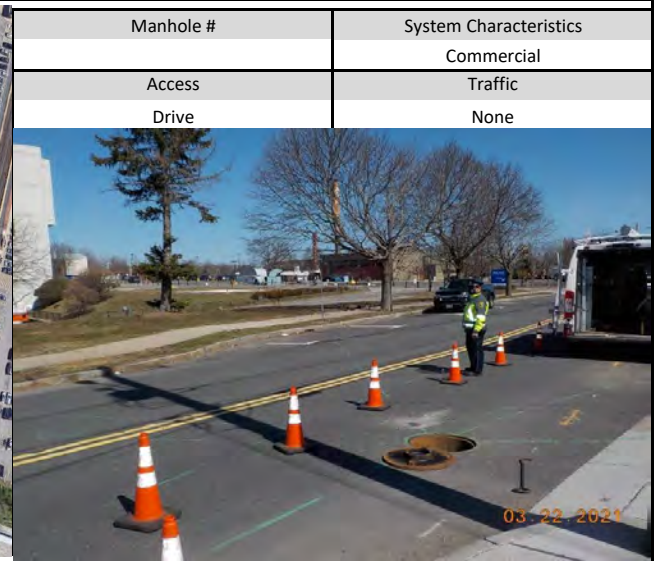 Manhole # System Characteristics
Commercial
Access Traffic
Drive None
03.22.2021